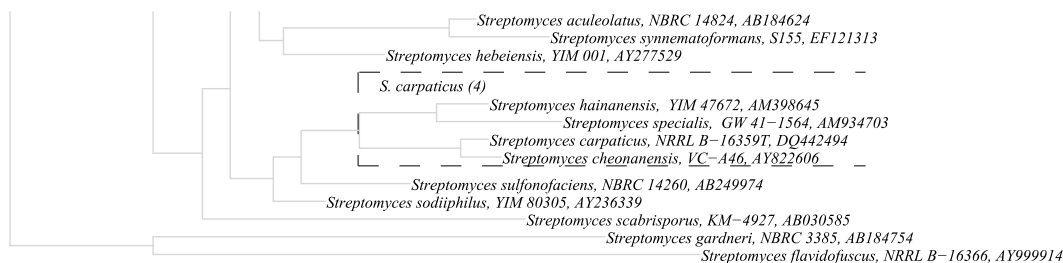 Streptomyces aculeolatus, NBRC 14824, AB184624
Streptomyces synnematoformans, S155, EF121313
Streptomyces hebeiensis, YIM 001, AY277529
S. carpaticus (4)
Streptomyces hainanensis, YIM 47672, AM398645
Streptomyces specialis, GW 41−1564, AM934703
Streptomyces carpaticus, NRRL B−16359T, DQ442494
Streptomyces cheonanensis, VC−A46, AY822606
Streptomyces sulfonofaciens, NBRC 14260, AB249974
Streptomyces sodiiphilus, YIM 80305, AY236339
Streptomyces scabrisporus, KM−4927, AB030585
Streptomyces gardneri, NBRC 3385, AB184754
Streptomyces flavidofuscus, NRRL B−16366, AY999914